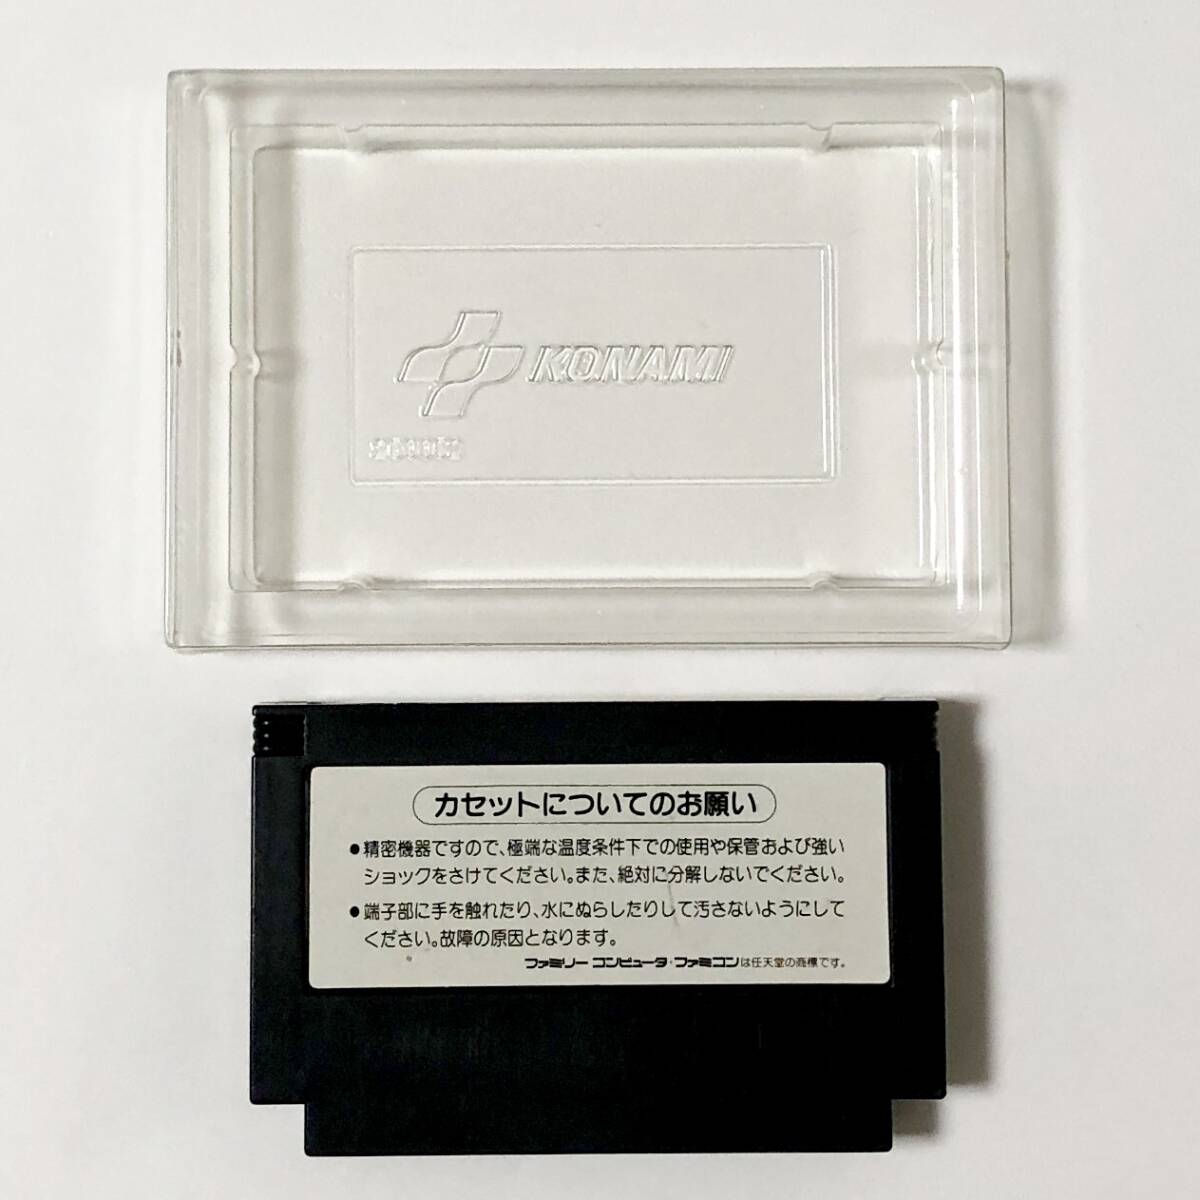 KONAMI
カセットについてのお願い
●精密機器ですので、極端な温度条件下での使用や保管および強い
ショックをさけてください。また、絶対に分解しないでください。
●端子部に手を触れたり、水にぬらしたりして汚さないようにして
ください。故障の原因となります。
ファミリー コンピュータ・ファミコンは任天堂の商標です。